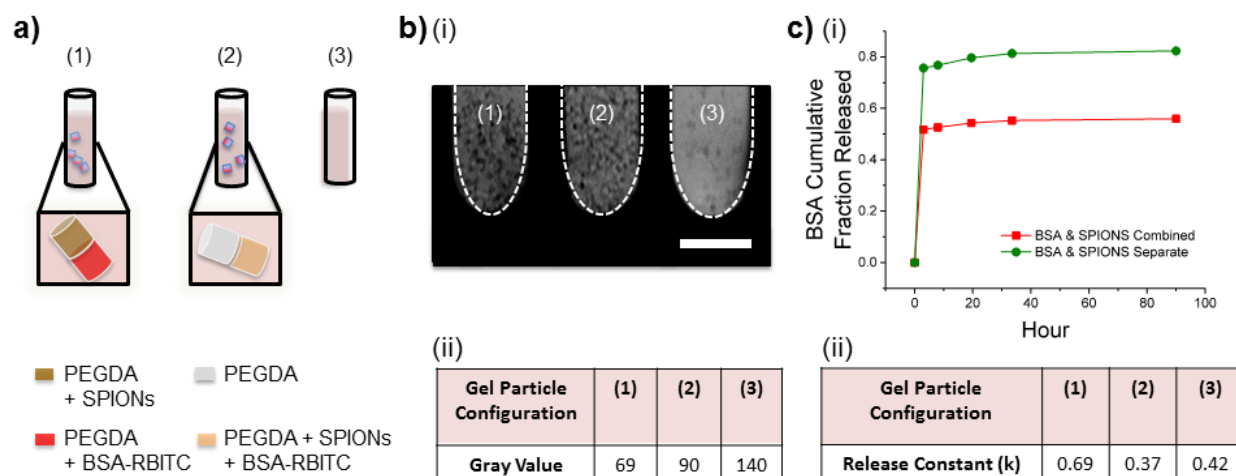 a)
(1)
(2)
(3)
PEGDA
+ SPIONs
PEGDA
PEGDA
+ BSA-RBITC
PEGDA + SPIONs
+ BSA-RBITC
b) (i)
(1)
(2)
(3)
(ii)
Gel Particle
Configuration
(1)
(2)
(3)
Gray Value
69
90
140
c) (i)
BSA Cumulative
Fraction Released
0.8
0.6
0.4
0.2
0.0
BSA & SPIONS Combined
BSA & SPIONS Separate
0
20
40
60
80
100
Hour
(ii)
Gel Particle
Configuration
(1)
(2)
(3)
Release Constant (k)
0.69
0.37
0.42